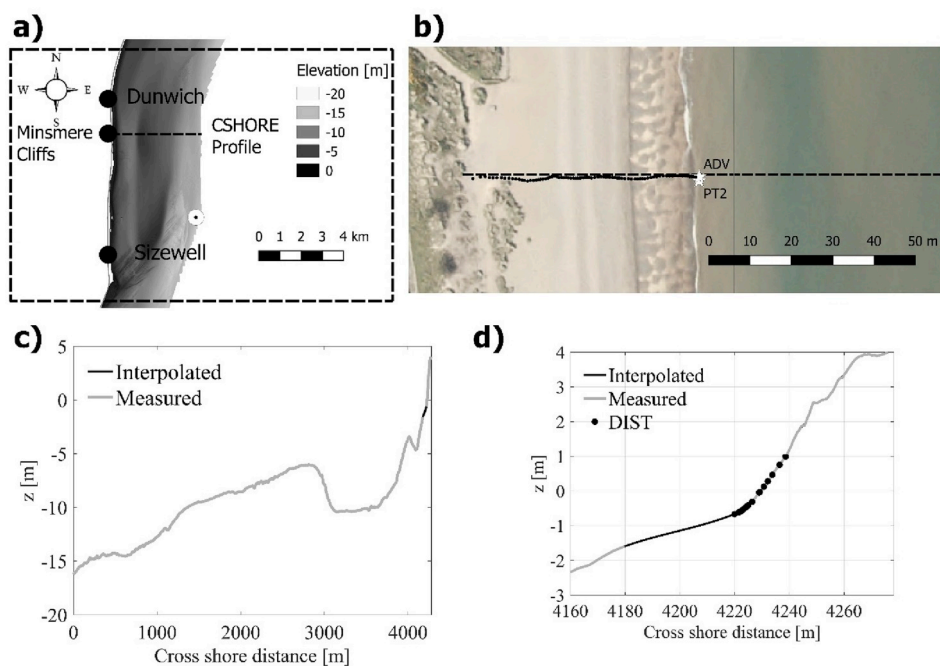 a)
N
W E
S
Dunwich
Minsmere
Cliffs
CSHORE
Profile
Sizewell
Elevation [m]
-20
-15
-10
-5
0
0 1 2 3 4 km
b)
ADV
PT2
0 10 20 30 40 50 m
c)
5
0
-5
-10
-15
-20
z [m]
Interpolated
Measured
0 1000 2000 3000 4000
Cross shore distance [m]
d)
4
3
2
1
0
-1
-2
-3
z [m]
Interpolated
Measured
DIST
4160 4180 4200 4220 4240 4260
Cross shore distance [m]